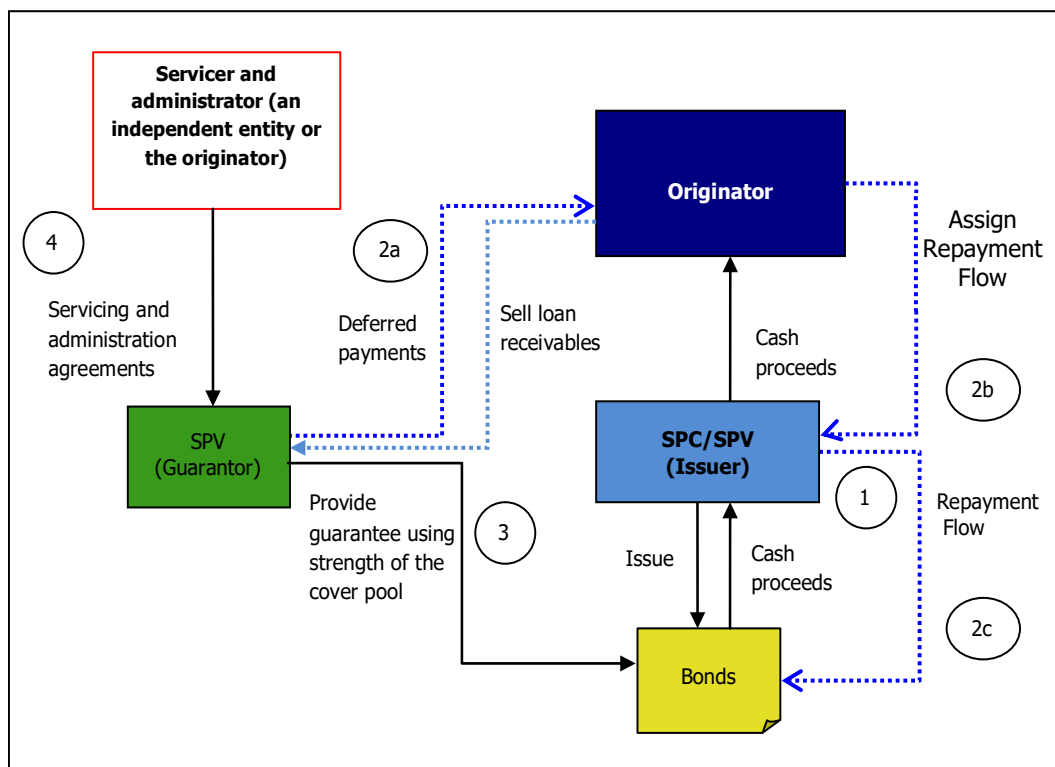 Servicer and
administrator (an
independent entity or
the originator)
Originator
4
2a
Assign
Repayment
Flow
Servicing and
administration
agreements
Deferred
payments
Sell loan
receivables
Cash
proceeds
2b
SPV
(Guarantor)
SPC/SPV
(Issuer)
1
Provide
guarantee using
strength of the
cover pool
3
Issue
Cash
proceeds
Repayment
Flow
2c
Bonds